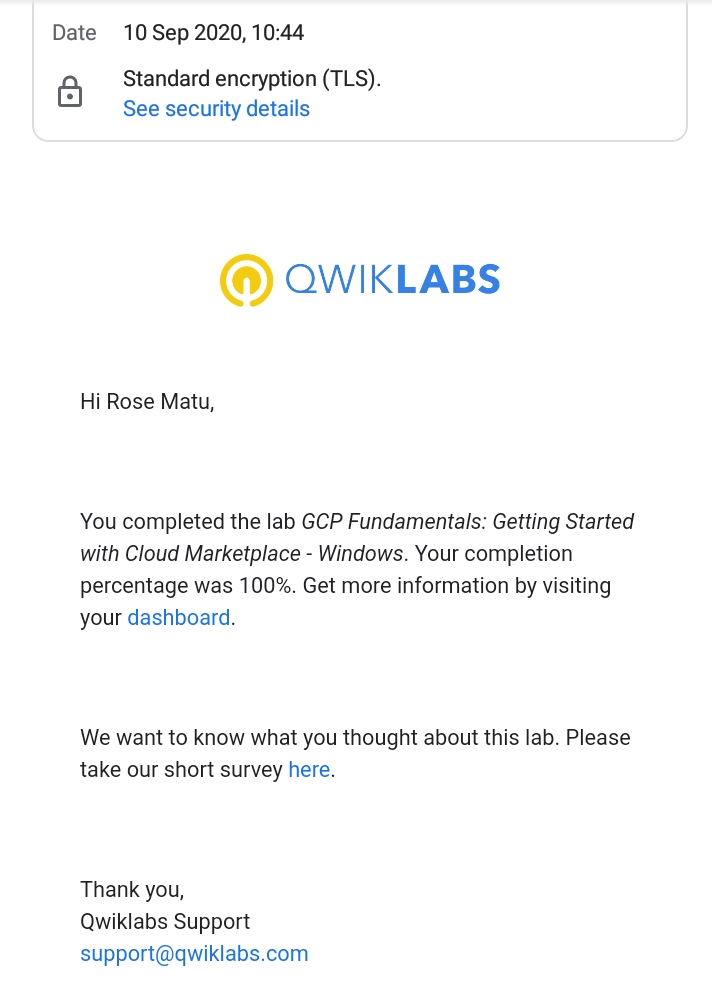 Date 10 Sep 2020, 10:44
Standard encryption (TLS).
See security details
QWIKLABS
Hi Rose Matu,
You completed the lab GCP Fundamentals: Getting Started
with Cloud Marketplace - Windows. Your completion
percentage was 100%. Get more information by visiting
your dashboard.
We want to know what you thought about this lab. Please
take our short survey here.
Thank you,
Qwiklabs Support
support@qwiklabs.com